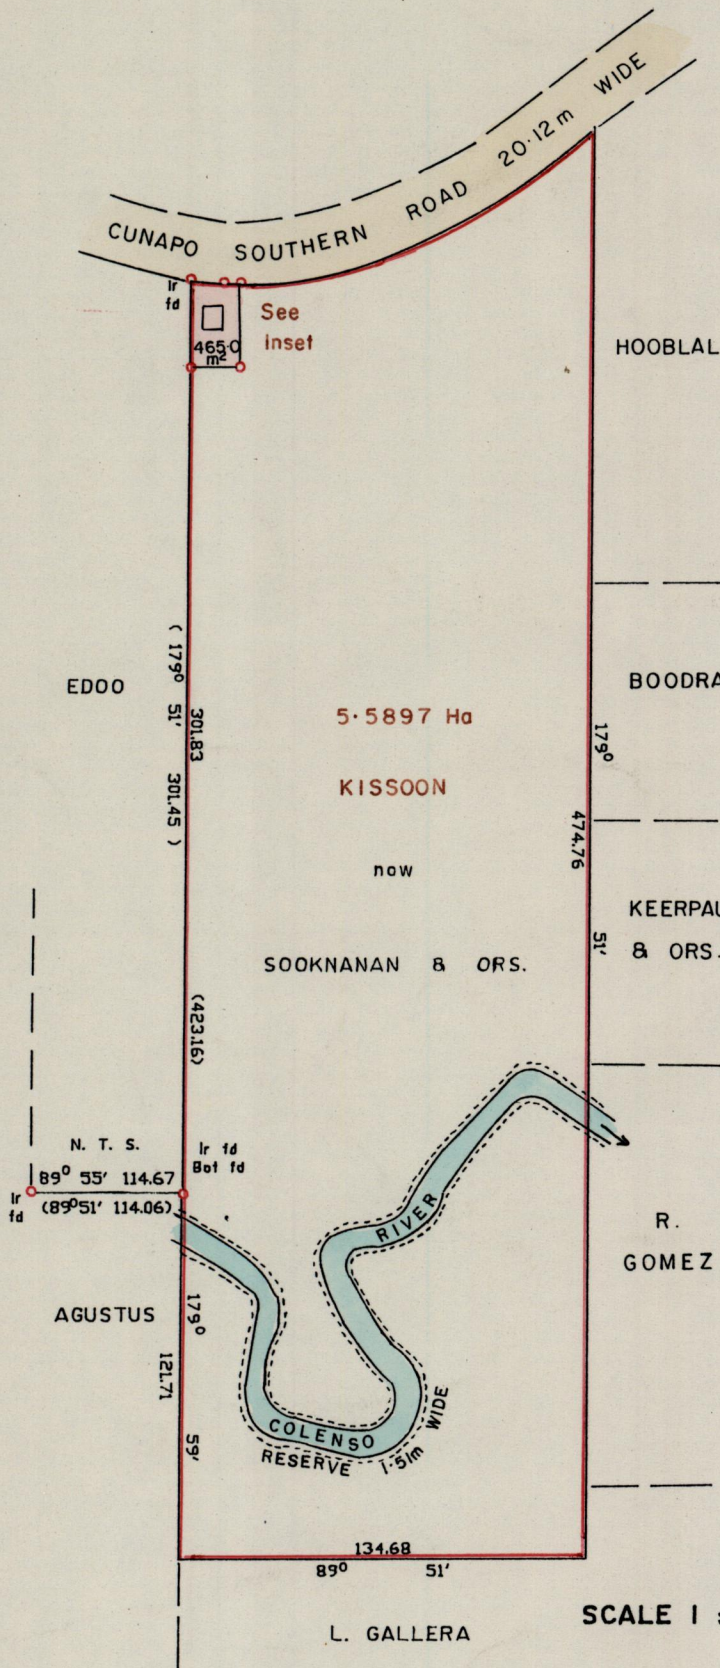 CUNAPO SOUTHERN ROAD 20·12m WIDE
Ir
fd
See
inset
465·0
m²
HOOBLAL
EDOO
( 179° 51' 301.45 )
301.83
5·5897 Ha
BOODRA
179° 51'
KISSOON
474.76
now
KEERPAU
& ORS.
SOOKNANAN & ORS.
(423.16)
N. T. S.
Ir fd
Bot fd
89° 55' 114.67
(89°51' 114.06)
Ir
fd
RIVER
R.
GOMEZ
AGUSTUS
179° 59'
121.71
COLENSO
RESERVE 1·51m WIDE
134.68
89° 51'
SCALE 1 :
L. GALLERA